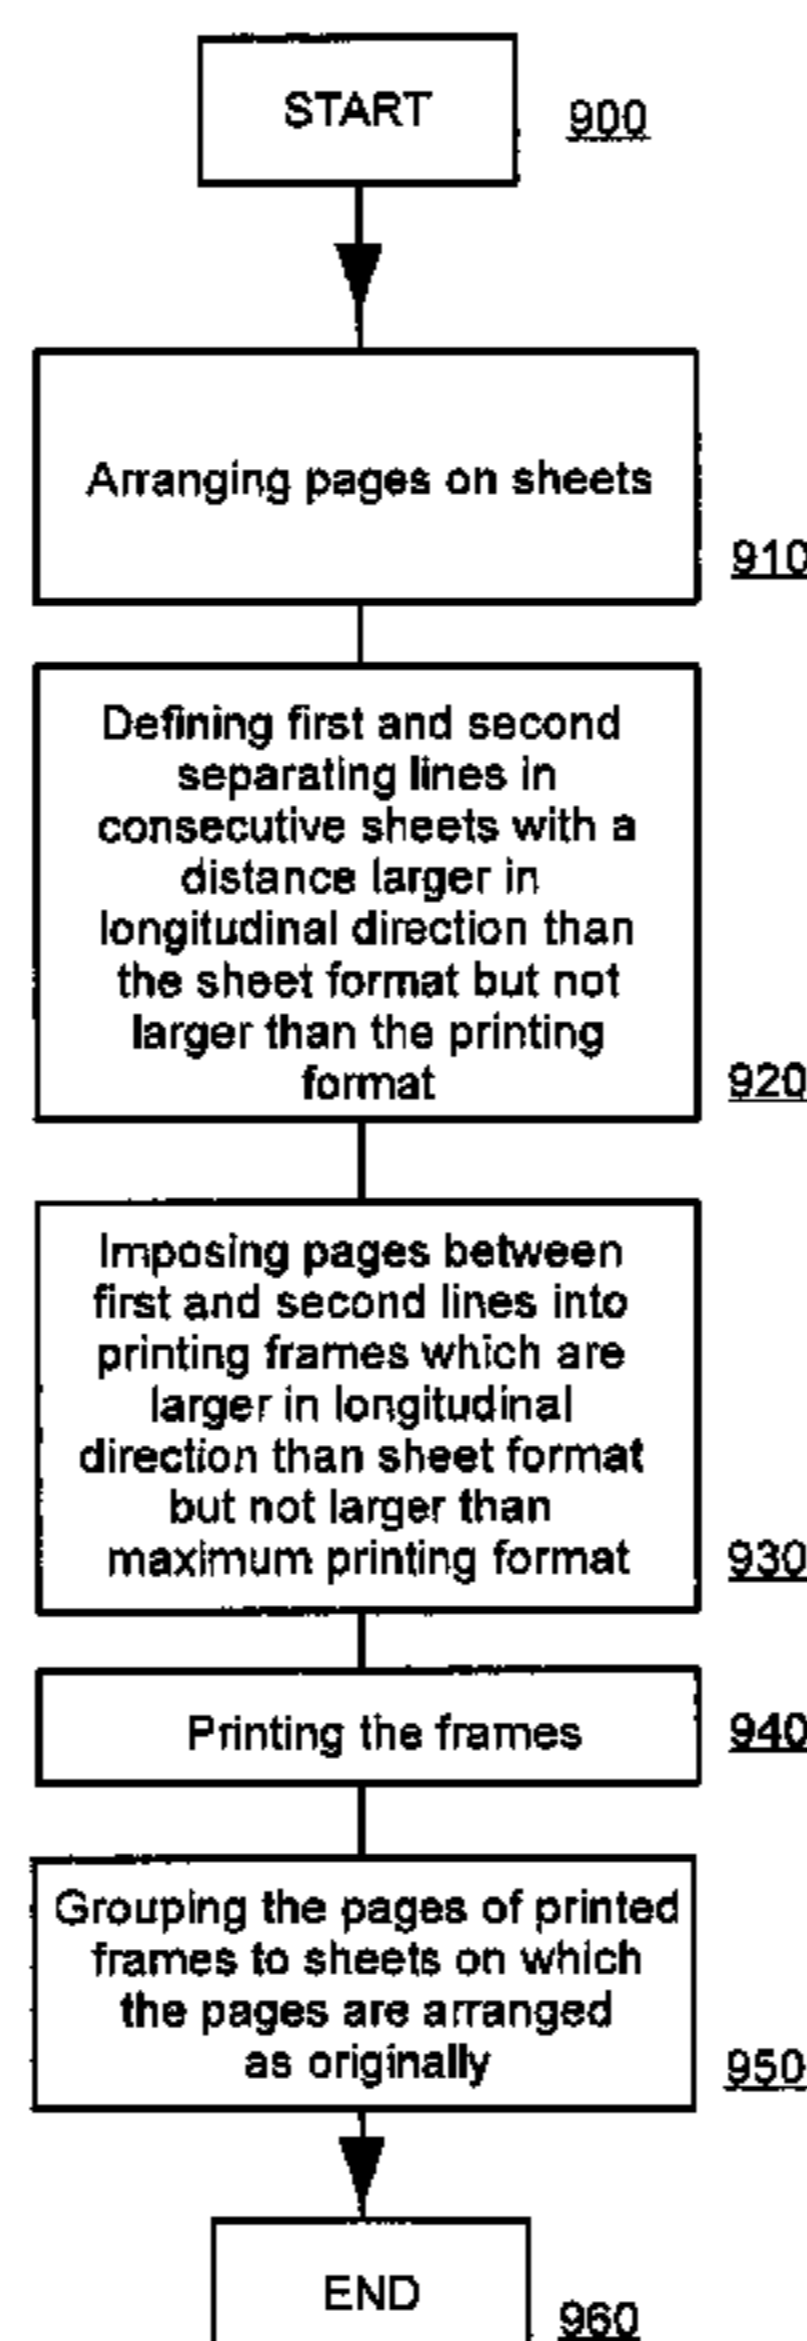 START
900
Arranging pages on sheets
910
Defining first and second
separating lines in
consecutive sheets with a
distance larger in
longitudinal direction than
the sheet format but not
larger than the printing
format
920
Imposing pages between
first and second lines into
printing frames which are
larger in longitudinal
direction than sheet format
but not larger than
maximum printing format
930
Printing the frames
940
Grouping the pages of printed
frames to sheets on which
the pages are arranged
as originally
950
END
960